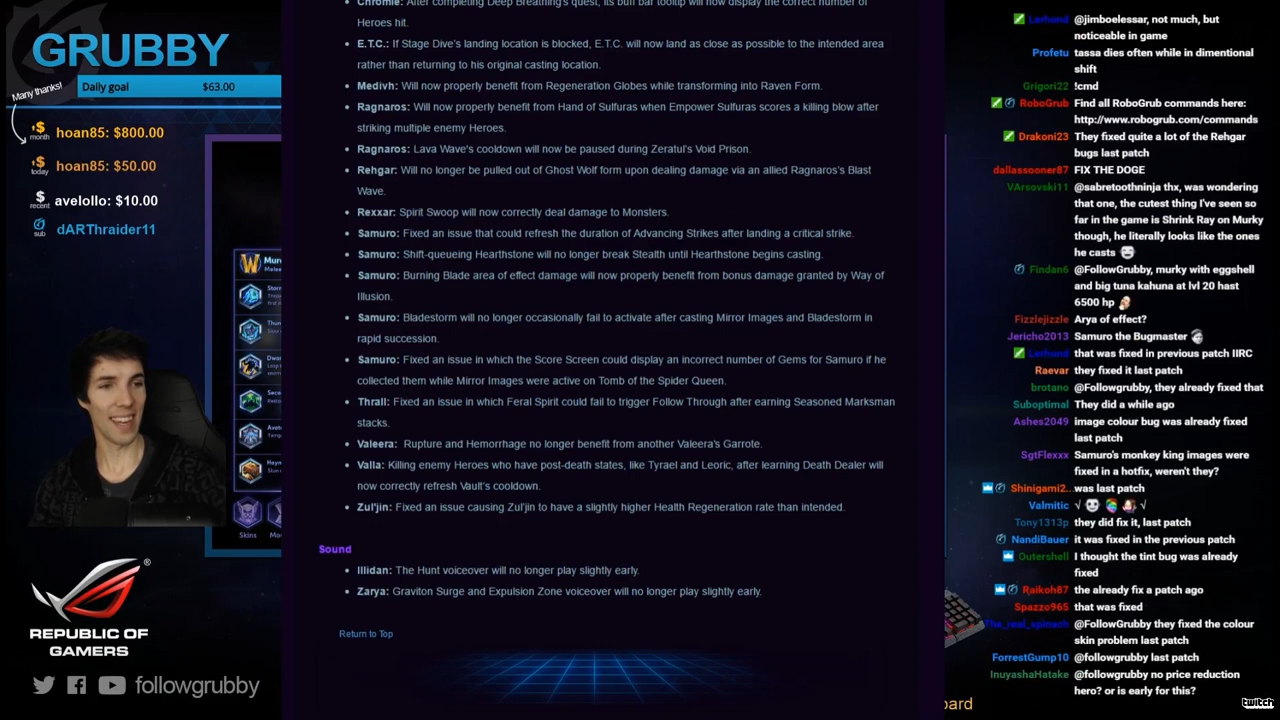 GRUBBY
Many thanks!
Daily goal $63.00
$ month hoan85: $800.00
$ today hoan85: $50.00
$ recent avelollo: $10.00
sub dARThraider11
Skins
REPUBLIC OF
GAMERS
®
followgrubby
Chromie: After completing Deep Breathing's quest, its buff bar tooltip will now display the correct number of
Heroes hit.
E.T.C.: If Stage Dive's landing location is blocked, E.T.C. will now land as close as possible to the intended area
rather than returning to his original casting location.
Medivh: Will now properly benefit from Regeneration Globes while transforming into Raven Form.
Ragnaros: Will now properly benefit from Hand of Sulfuras when Empower Sulfuras scores a killing blow after
striking multiple enemy Heroes.
Ragnaros: Lava Wave's cooldown will now be paused during Zeratul's Void Prison.
Rehgar: Will no longer be pulled out of Ghost Wolf form upon dealing damage via an allied Ragnaros's Blast
Wave.
Rexxar: Spirit Swoop will now correctly deal damage to Monsters.
Samuro: Fixed an issue that could refresh the duration of Advancing Strikes after landing a critical strike.
Samuro: Shift-queueing Hearthstone will no longer break Stealth until Hearthstone begins casting.
Samuro: Burning Blade area of effect damage will now properly benefit from bonus damage granted by Way of
Illusion.
Samuro: Bladestorm will no longer occasionally fail to activate after casting Mirror Images and Bladestorm in
rapid succession.
Samuro: Fixed an issue in which the Score Screen could display an incorrect number of Gems for Samuro if he
collected them while Mirror Images were active on Tomb of the Spider Queen.
Thrall: Fixed an issue in which Feral Spirit could fail to trigger Follow Through after earning Seasoned Marksman
stacks.
Valeera: Rupture and Hemorrhage no longer benefit from another Valeera's Garrote.
Valla: Killing enemy Heroes who have post-death states, like Tyrael and Leoric, after learning Death Dealer will
now correctly refresh Vault's cooldown.
Zul'jin: Fixed an issue causing Zul'jin to have a slightly higher Health Regeneration rate than intended.
Sound
Illidan: The Hunt voiceover will no longer play slightly early.
Zarya: Graviton Surge and Expulsion Zone voiceover will no longer play slightly early.
Return to Top
Lerhond @jimboelessar, not much, but
noticeable in game
Profetu tassa dies often while in dimentional
shift
Grigori22 !cmd
RoboGrub Find all RoboGrub commands here:
http://www.robogrub.com/commands
Drakoni23 They fixed quite a lot of the Rehgar
bugs last patch
dallassooner87 FIX THE DOGE
VArsovski11 @sabretoothninja thx, was wondering
that one, the cutest thing I've seen so
far in the game is Shrink Ray on Murky
though, he literally looks like the ones
he casts
Findan6 @FollowGrubby, murky with eggshell
and big tuna kahuna at lvl 20 hast
6500 hp
Fizzlejizzle Arya of effect?
Jericho2013 Samuro the Bugmaster
Lerhond that was fixed in previous patch IIRC
Raevar they fixed it last patch
brotano @Followgrubby, they already fixed that
Suboptimal They did a while ago
Ashes2049 image colour bug was already fixed
last patch
SgtFlexxx Samuro's monkey king images were
fixed in a hotfix, weren't they?
Shinigami2... was last patch
Valmitic √ √
Tony1313p they did fix it, last patch
NandiBauer it was fixed in the previous patch
Outershell I thought the tint bug was already
fixed
Raikoh87 the already fix a patch ago
Spazzo965 that was fixed
The_real_spinach @FollowGrubby they fixed the colour
skin problem last patch
ForrestGump10 @followgrubby last patch
InuyashaHatake @followgrubby no price reduction
hero? or is early for this?
twitch